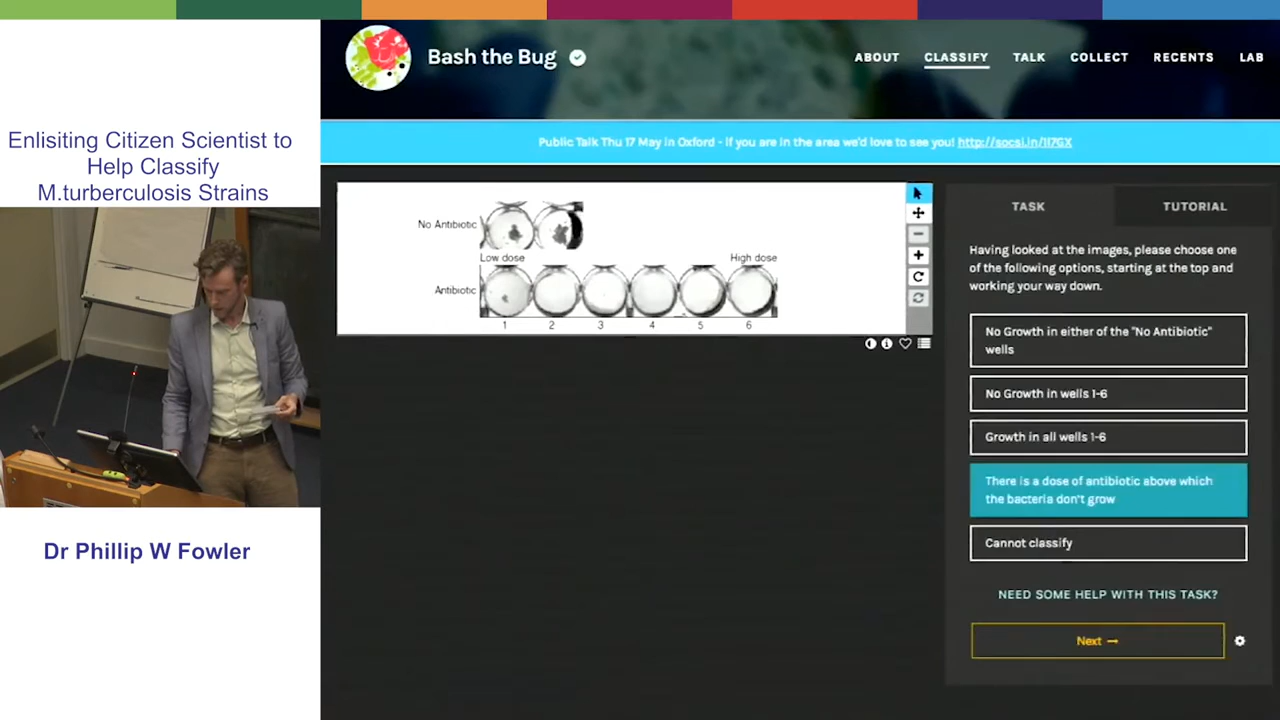 Enlisiting Citizen Scientist to
Help Classify
M.turberculosis Strains
Dr Phillip W Fowler
Bash the Bug
ABOUT CLASSIFY TALK COLLECT RECENTS LAB
Public Talk Thu 17 May in Oxford - if you are in the area we'd love to see you! http://socsi.in/1l7GX
No Antibiotic
Low dose High dose
Antibiotic
1 2 3 4 5 6
TASK TUTORIAL
Having looked at the images, please choose one
of the following options, starting at the top and
working your way down.
No Growth in either of the "No Antibiotic"
wells
No Growth in wells 1-6
Growth in all wells 1-6
There is a dose of antibiotic above which
the bacteria don't grow
Cannot classify
NEED SOME HELP WITH THIS TASK?
Next →